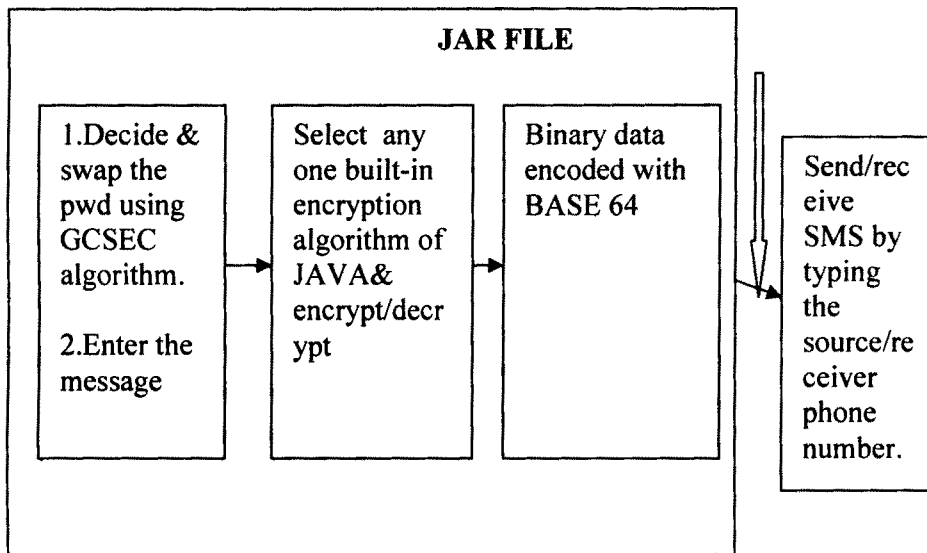 JAR FILE
1.Decide &
swap the
pwd using
GCSEC
algorithm.
2.Enter the
message
Select any
one built-in
encryption
algorithm of
JAVA&
encrypt/decr
ypt
Binary data
encoded with
BASE 64
Send/rec
eive
SMS by
typing
the
source/re
ceiver
phone
number.